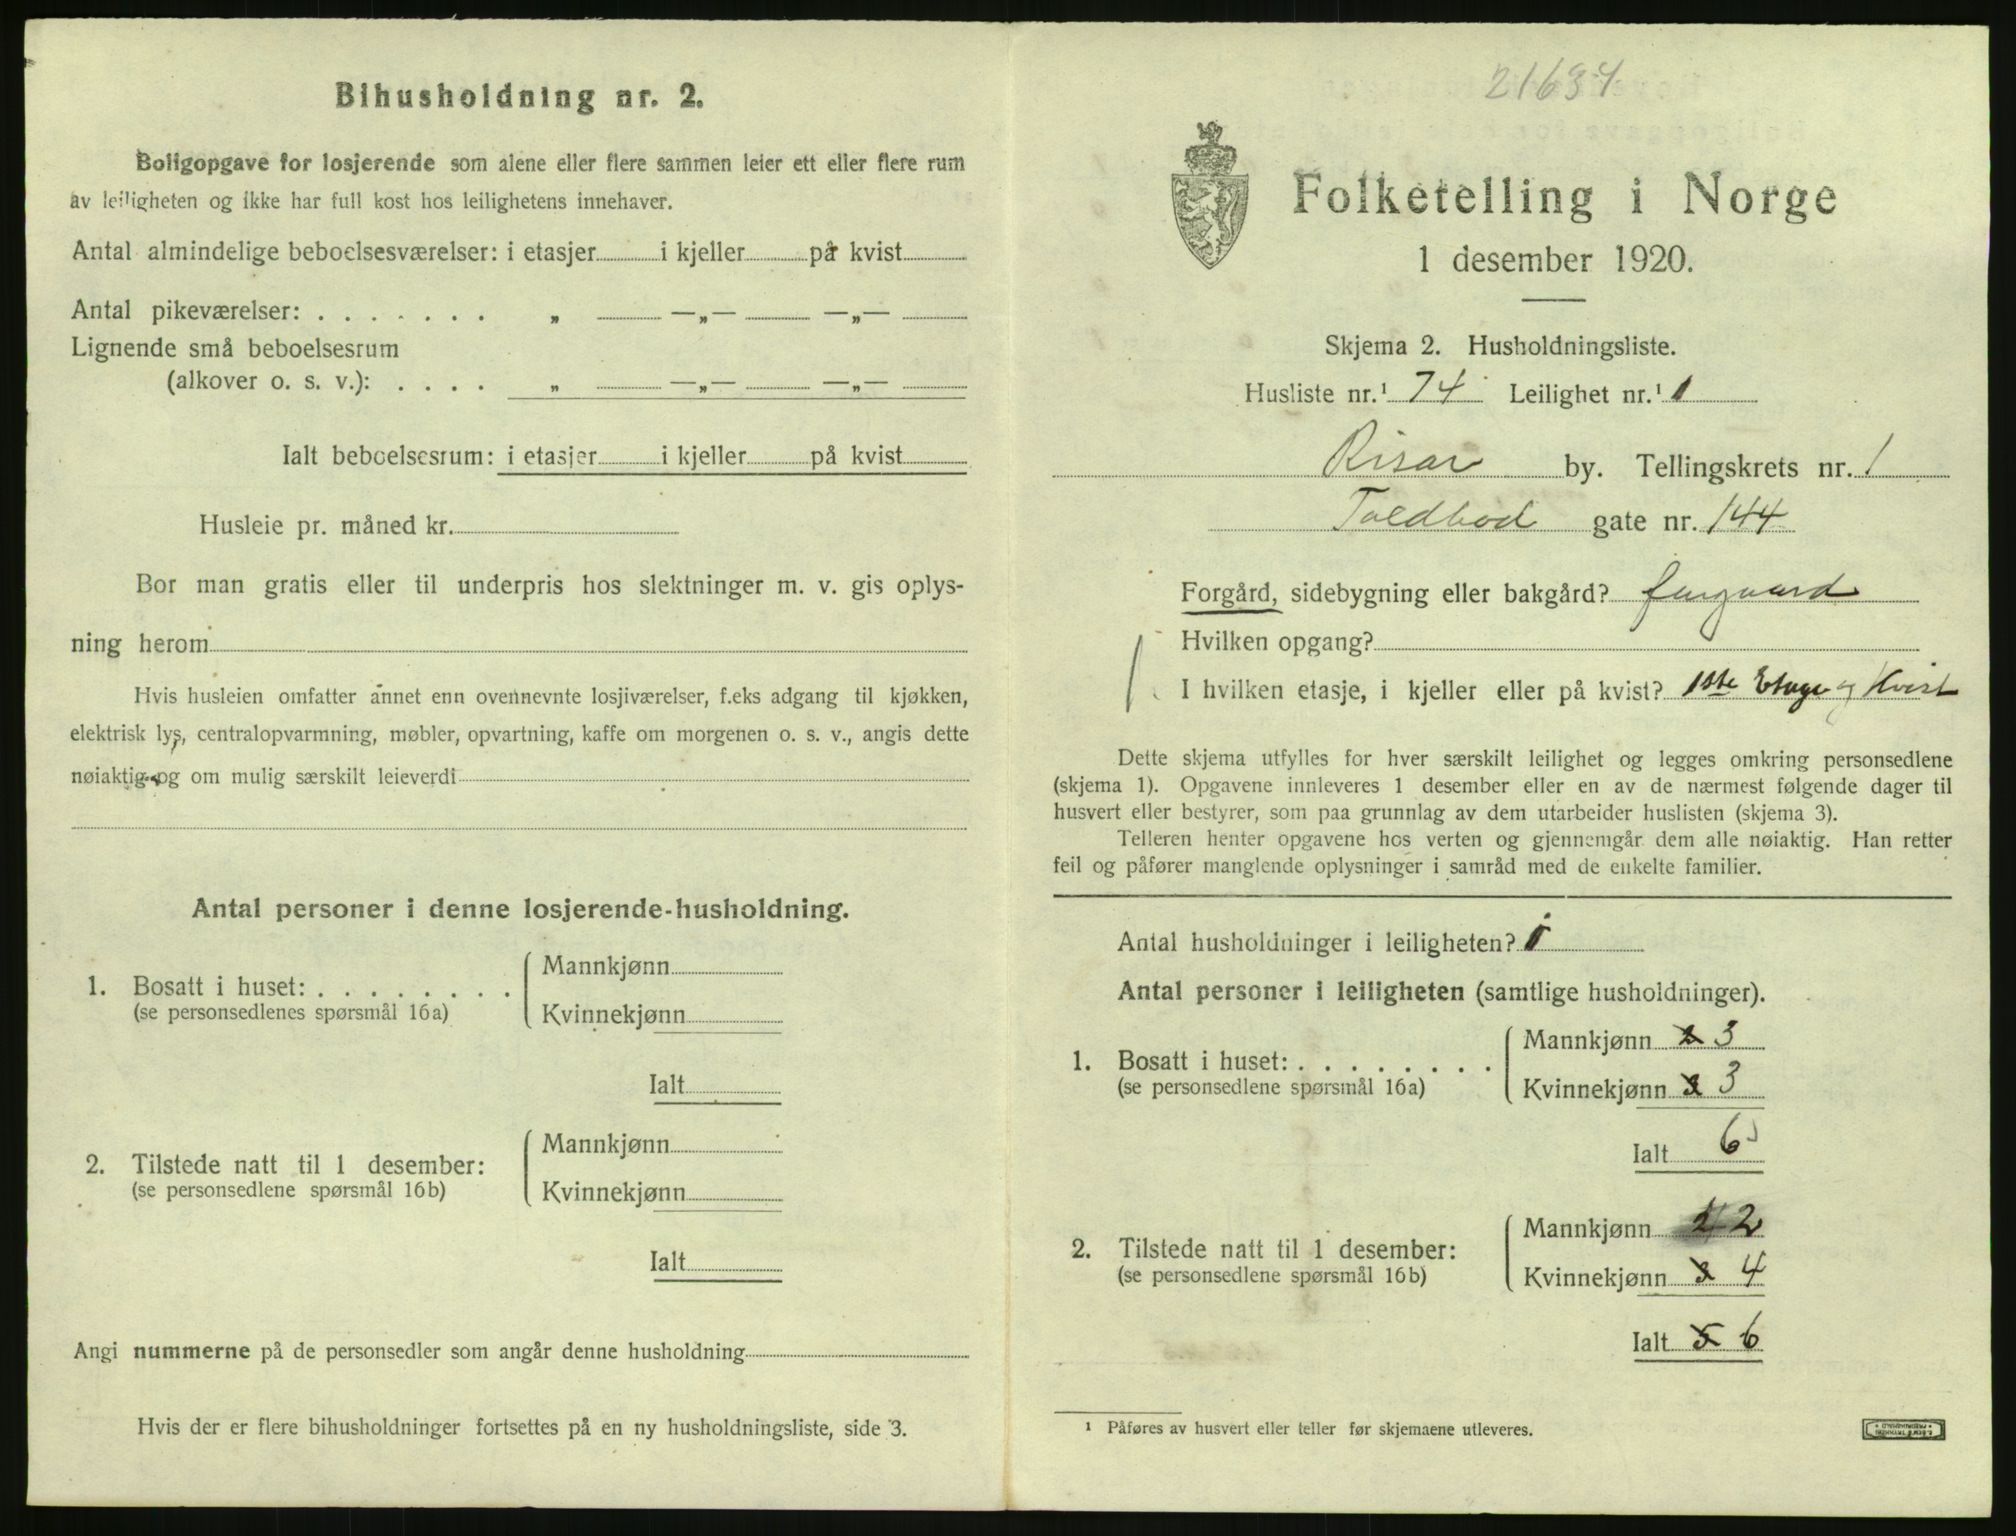 Bihusholdning nr. 2.
Boligopgave for losjerende som alene eller flere sammen leier ett eller flere rum
av leiligheten og ikke har full kost hos leilighetens innehaver.
Antal almindelige beboelsesværelser: i etasjer i kjeller på kvist
Antal pikeværelser: . . . . . . . „ —„— —„—
Lignende små beboelsesrum
(alkover o. s. v.): . . . . „ —„— —„—
Ialt beboelsesrum: i etasjer i kjeller på kvist
Husleie pr. måned kr.
Bor man gratis eller til underpris hos slektninger m. v. gis oplys-
ning herom
Hvis husleien omfatter annet enn ovennevnte losjiværelser, f.eks adgang til kjøkken,
elektrisk lys, centralopvarmning, møbler, opvartning, kaffe om morgenen o. s. v., angis dette
nøiaktig og om mulig særskilt leieverdi
Antal personer i denne losjerende-husholdning.
Mannkjønn
1. Bosatt i huset: . . . . . . . .
(se personsedlenes spørsmål 16a)
Kvinnekjønn
Ialt
Mannkjønn
2. Tilstede natt til 1 desember:
(se personsedlene spørsmål 16b)
Kvinnekjønn
Ialt
Angi nummerne på de personsedler som angår denne husholdning
Hvis der er flere bihusholdninger fortsettes på en ny husholdningsliste, side 3.
21634
Folketelling i Norge
1 desember 1920.
Skjema 2. Husholdningsliste.
Husliste nr.¹ 74 Leilighet nr.¹ 1
Risør by. Tellingskrets nr. 1
Toldbod gate nr. 144
Forgård, sidebygning eller bakgård? forgaard
Hvilken opgang?
I hvilken etasje, i kjeller eller på kvist? 1ste Etage og Kvist
Dette skjema utfylles for hver særskilt leilighet og legges omkring personsedlene
(skjema 1). Opgavene innleveres 1 desember eller en av de nærmest følgende dager til
husvert eller bestyrer, som paa grunnlag av dem utarbeider huslisten (skjema 3).
Telleren henter opgavene hos verten og gjennemgår dem alle nøiaktig. Han retter
feil og påfører manglende oplysninger i samråd med de enkelte familier.
Antal husholdninger i leiligheten? 1
Antal personer i leiligheten (samtlige husholdninger).
Mannkjønn 3
1. Bosatt i huset: . . . . . . . .
(se personsedlene spørsmål 16a)
Kvinnekjønn 3
Ialt 6
Mannkjønn 2
2. Tilstede natt til 1 desember:
(se personsedlene spørsmål 16b)
Kvinnekjønn 3 4
Ialt 5 6
¹ Påføres av husvert eller teller før skjemaene utleveres.